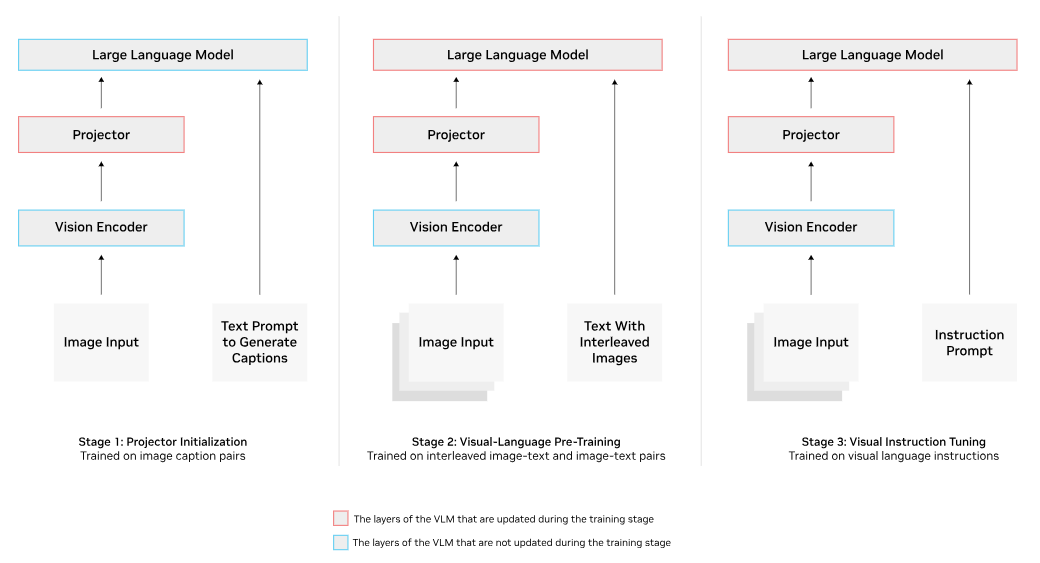 Large Language Model
Projector
Vision Encoder
Image Input
Text Prompt
to Generate
Captions
Stage 1: Projector Initialization
Trained on image caption pairs
Large Language Model
Projector
Vision Encoder
Image Input
Text With
Interleaved
Images
Stage 2: Visual-Language Pre-Training
Trained on interleaved image-text and image-text pairs
Large Language Model
Projector
Vision Encoder
Image Input
Instruction
Prompt
Stage 3: Visual Instruction Tuning
Trained on visual language instructions
The layers of the VLM that are updated during the training stage
The layers of the VLM that are not updated during the training stage